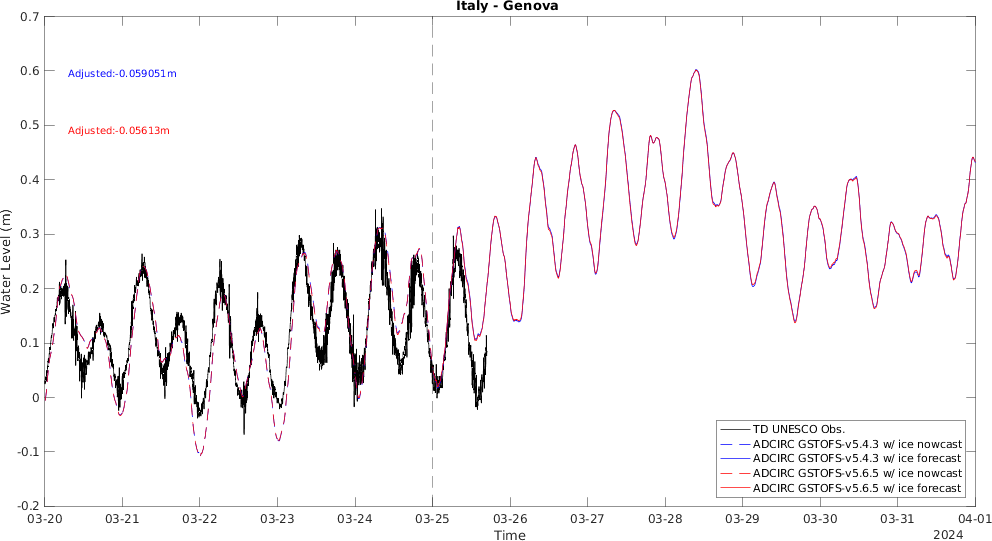 Italy - Genova
Water Level (m)
0.7
0.6
0.5
0.4
0.3
0.2
0.1
0
-0.1
-0.2
Adjusted:-0.059051m
Adjusted:-0.05613m
TD UNESCO Obs.
ADCIRC GSTOFS-v5.4.3 w/ ice nowcast
ADCIRC GSTOFS-v5.4.3 w/ ice forecast
ADCIRC GSTOFS-v5.6.5 w/ ice nowcast
ADCIRC GSTOFS-v5.6.5 w/ ice forecast
03-20 03-21 03-22 03-23 03-24 03-25 03-26 03-27 03-28 03-29 03-30 03-31 04-01
Time
2024